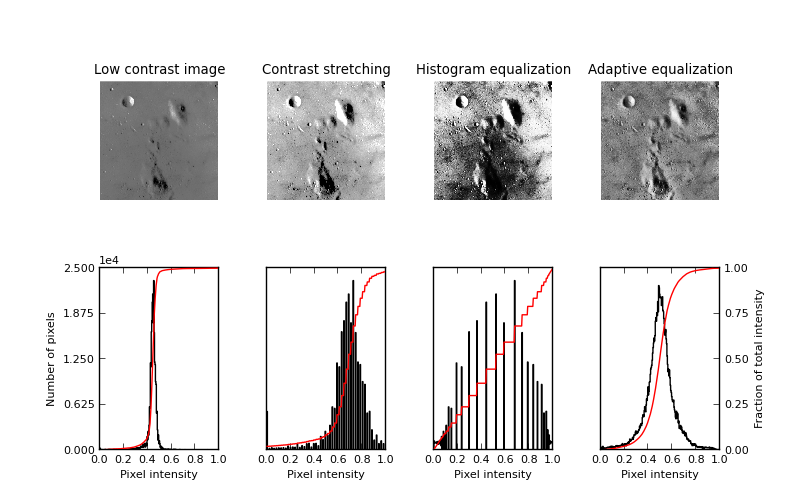 Low contrast image
Contrast stretching
Histogram equalization
Adaptive equalization
1e4
2.500
1.875
1.250
0.625
0.000
Number of pixels
0.0 0.2 0.4 0.6 0.8 1.0
Pixel intensity
0.0 0.2 0.4 0.6 0.8 1.0
Pixel intensity
0.0 0.2 0.4 0.6 0.8 1.0
Pixel intensity
0.0 0.2 0.4 0.6 0.8 1.0
Pixel intensity
1.00
0.75
0.50
0.25
0.00
Fraction of total intensity